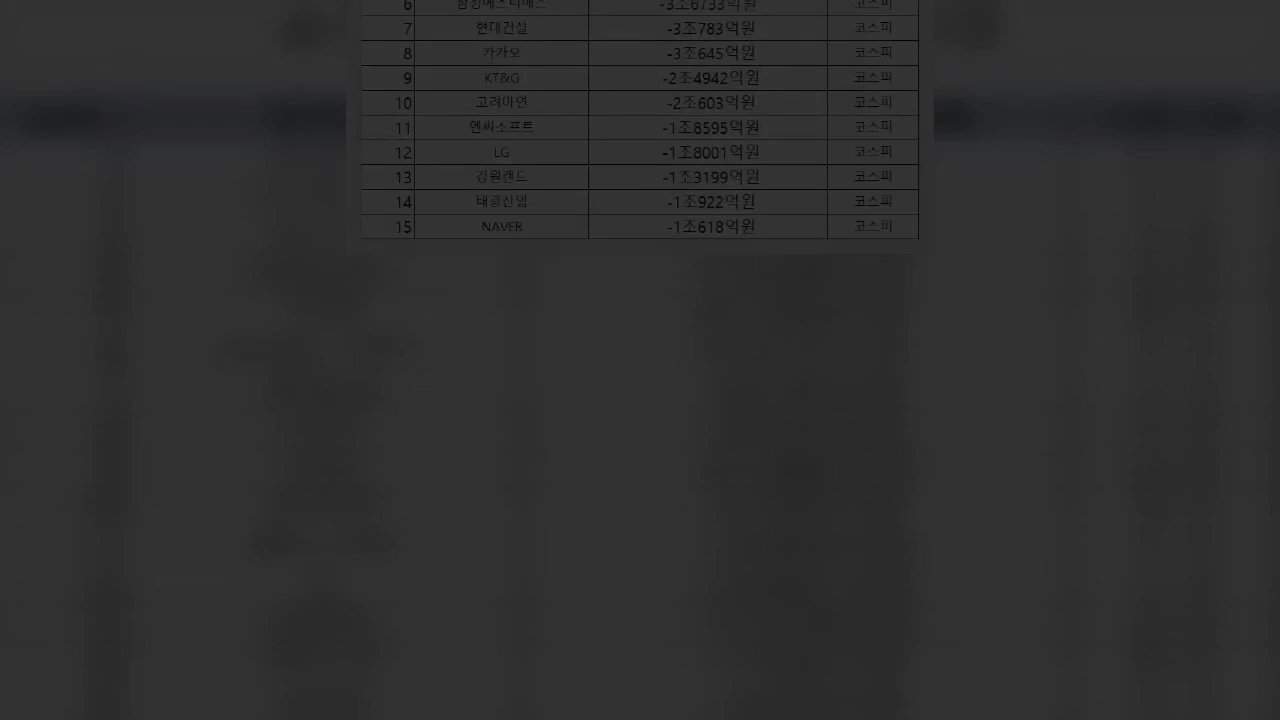 6 삼성에스디에스 -3조6733억원 코스피
7 현대건설 -3조783억원 코스피
8 카카오 -3조645억원 코스피
9 KT&G -2조4942억원 코스피
10 고려아연 -2조603억원 코스피
11 엔씨소프트 -1조8595억원 코스피
12 LG -1조8001억원 코스피
13 강원랜드 -1조3199억원 코스피
14 태광산업 -1조922억원 코스피
15 NAVER -1조618억원 코스피